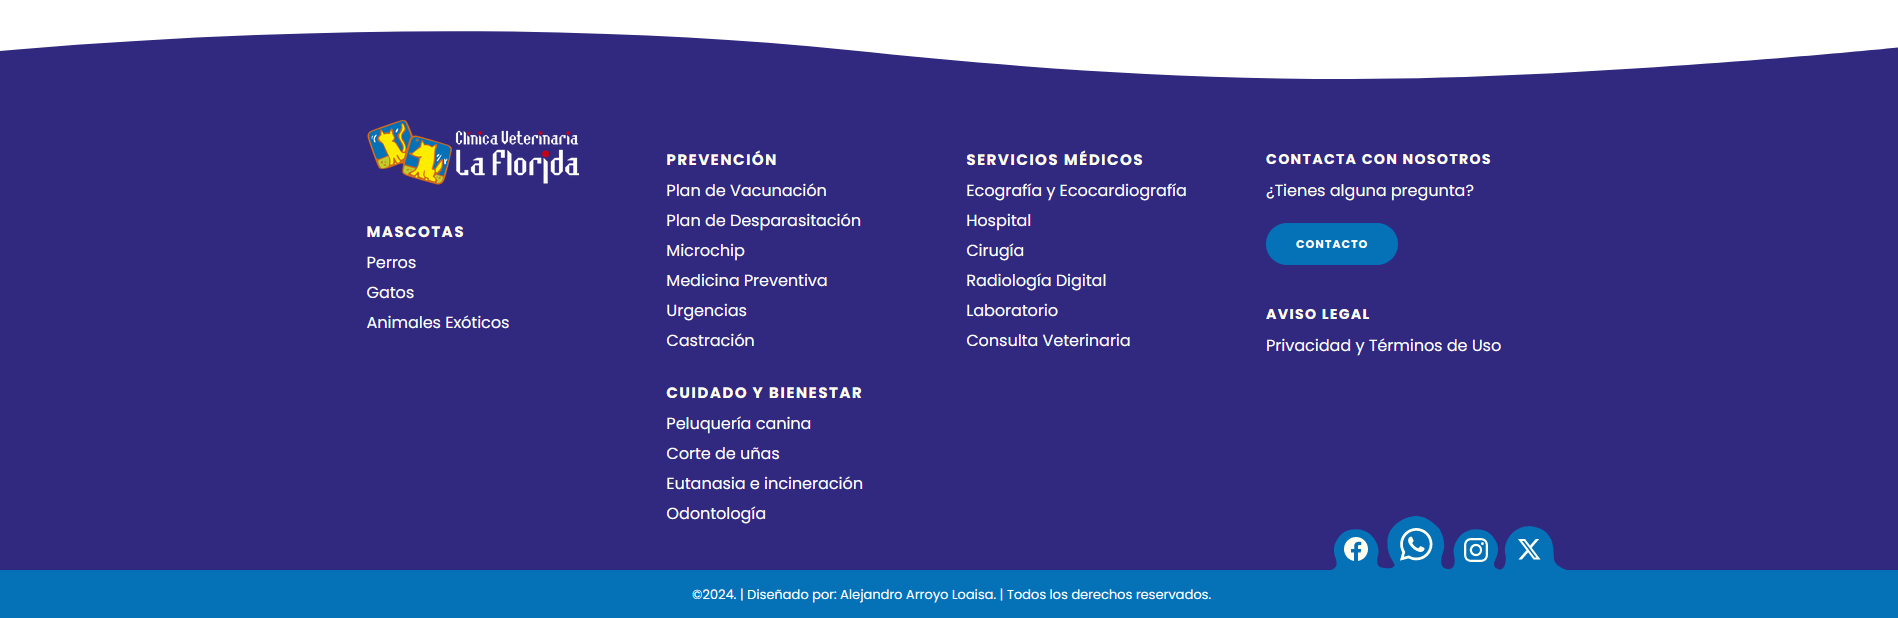 Clínica Veterinaria
La Florida
MASCOTAS
Perros
Gatos
Animales Exóticos
PREVENCIÓN
Plan de Vacunación
Plan de Desparasitación
Microchip
Medicina Preventiva
Urgencias
Castración
CUIDADO Y BIENESTAR
Peluquería canina
Corte de uñas
Eutanasia e incineración
Odontología
SERVICIOS MÉDICOS
Ecografía y Ecocardiografía
Hospital
Cirugía
Radiología Digital
Laboratorio
Consulta Veterinaria
CONTACTA CON NOSOTROS
¿Tienes alguna pregunta?
CONTACTO
AVISO LEGAL
Privacidad y Términos de Uso
©2024. | Diseñado por: Alejandro Arroyo Loaisa. | Todos los derechos reservados.